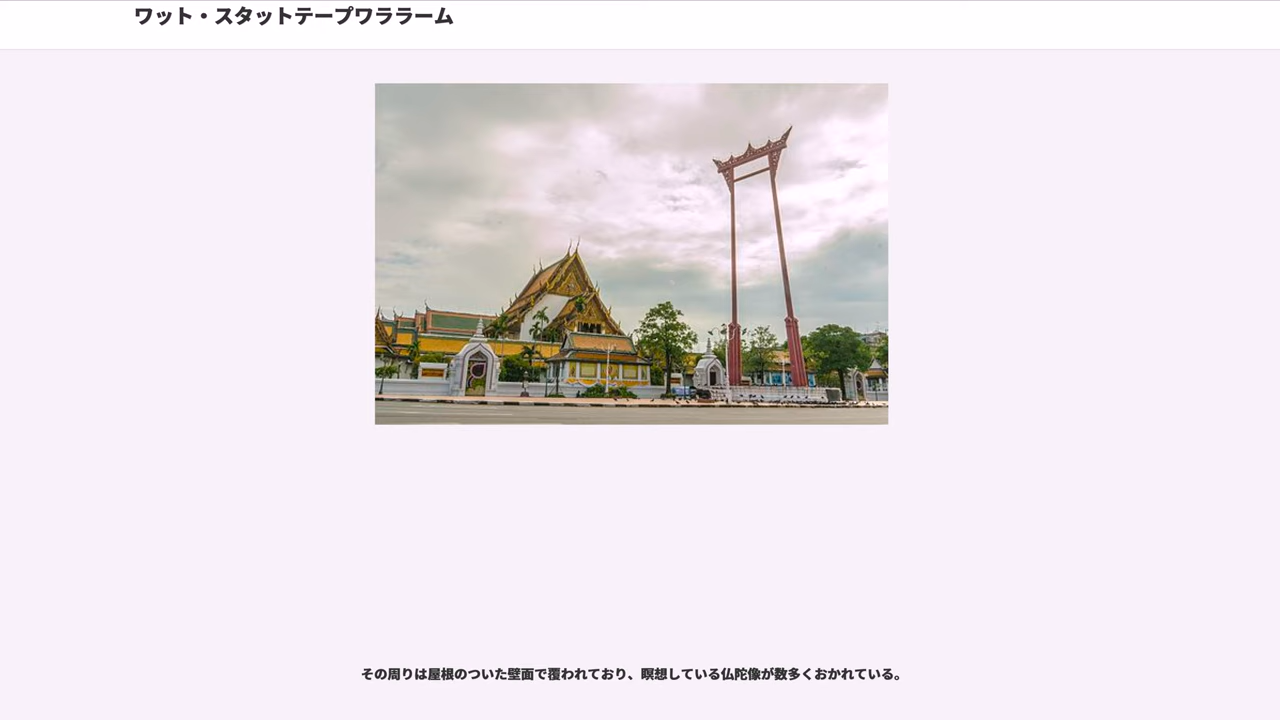 ワット・スタットテープワララーム
その周りは屋根のついた壁面で覆われており、瞑想している仏陀像が数多くおかれている。